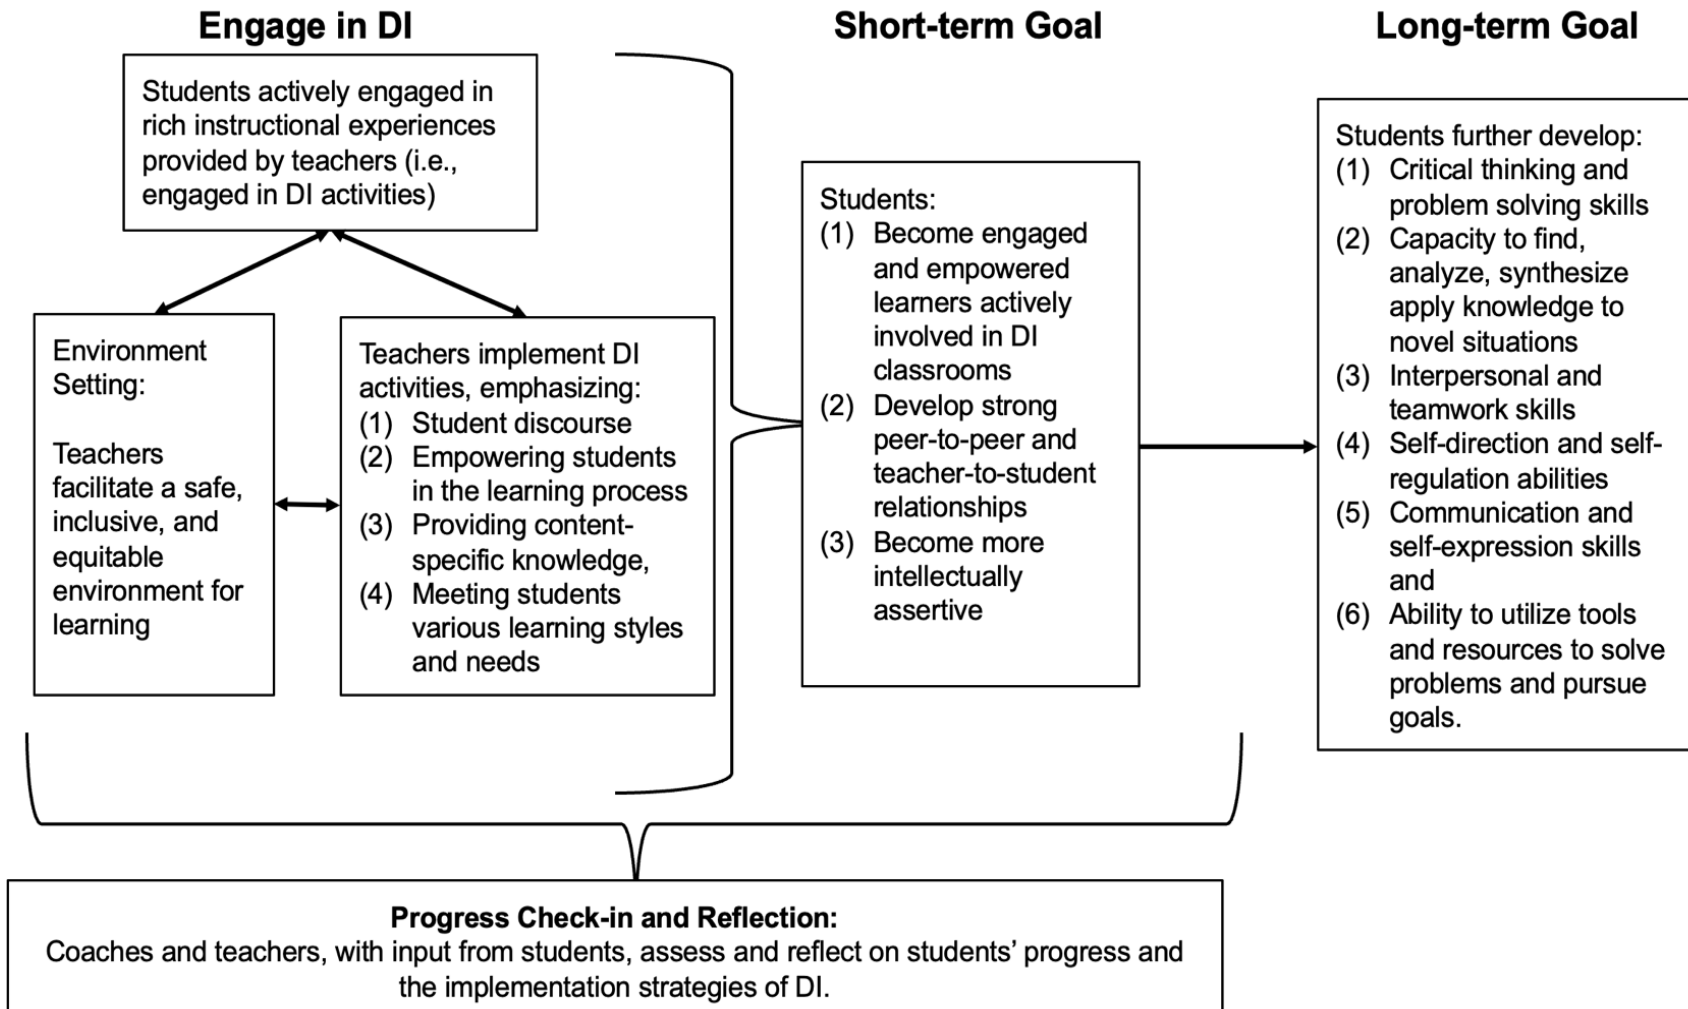 Engage in DI
Students actively engaged in
rich instructional experiences
provided by teachers (i.e.,
engaged in DI activities)
Environment
Setting:
Teachers
facilitate a safe,
inclusive, and
equitable
environment for
learning
Teachers implement DI
activities, emphasizing:
(1) Student discourse
(2) Empowering students
in the learning process
(3) Providing content-
specific knowledge,
(4) Meeting students
various learning styles
and needs
Short-term Goal
Students:
(1) Become engaged
and empowered
learners actively
involved in DI
classrooms
(2) Develop strong
peer-to-peer and
teacher-to-student
relationships
(3) Become more
intellectually
assertive
Long-term Goal
Students further develop:
(1) Critical thinking and
problem solving skills
(2) Capacity to find,
analyze, synthesize
apply knowledge to
novel situations
(3) Interpersonal and
teamwork skills
(4) Self-direction and self-
regulation abilities
(5) Communication and
self-expression skills
and
(6) Ability to utilize tools
and resources to solve
problems and pursue
goals.
Progress Check-in and Reflection:
Coaches and teachers, with input from students, assess and reflect on students’ progress and
the implementation strategies of DI.